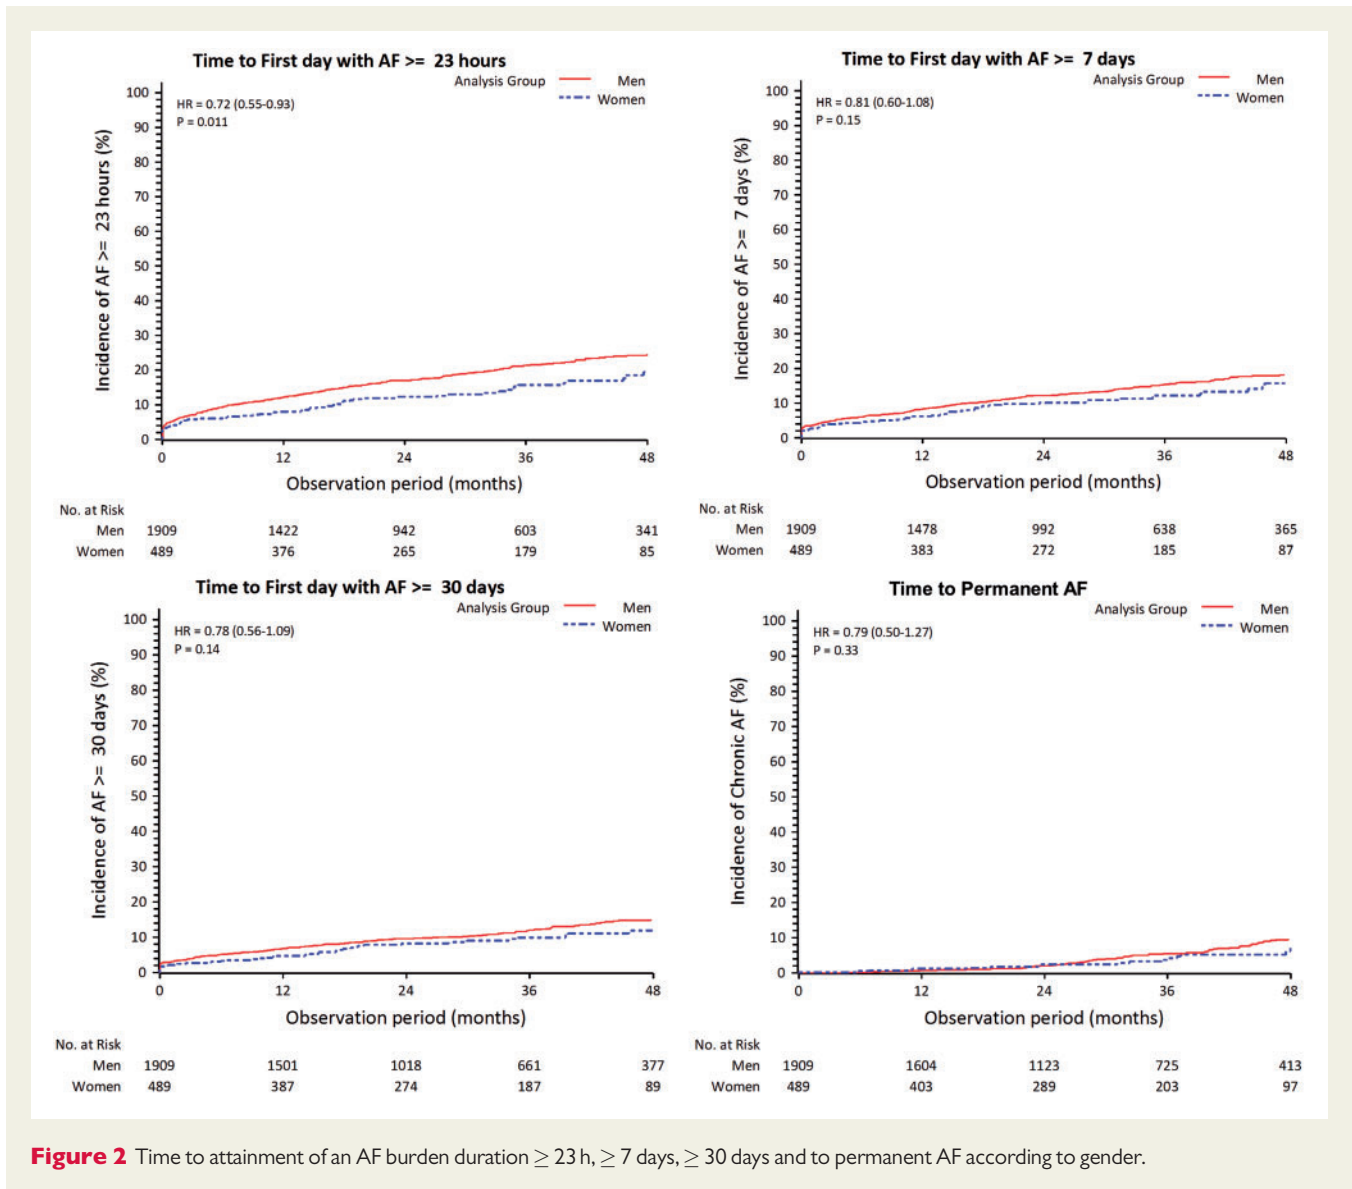 Time to First day with AF >= 23 hours
Analysis Group Men
Women
HR = 0.72 (0.55-0.93)
P = 0.011
Incidence of AF >= 23 hours (%)
100
90
80
70
60
50
40
30
20
10
0
0 12 24 36 48
Observation period (months)
No. at Risk
Men 1909 1422 942 603 341
Women 489 376 265 179 85
Time to First day with AF >= 7 days
Analysis Group Men
Women
HR = 0.81 (0.60-1.08)
P = 0.15
Incidence of AF >= 7 days (%)
100
90
80
70
60
50
40
30
20
10
0
0 12 24 36 48
Observation period (months)
No. at Risk
Men 1909 1478 992 638 365
Women 489 383 272 185 87
Time to First day with AF >= 30 days
Analysis Group Men
Women
HR = 0.78 (0.56-1.09)
P = 0.14
Incidence of AF >= 30 days (%)
100
90
80
70
60
50
40
30
20
10
0
0 12 24 36 48
Observation period (months)
No. at Risk
Men 1909 1501 1018 661 377
Women 489 387 274 187 89
Time to Permanent AF
Analysis Group Men
Women
HR = 0.79 (0.50-1.27)
P = 0.33
Incidence of Chronic AF (%)
100
90
80
70
60
50
40
30
20
10
0
0 12 24 36 48
Observation period (months)
No. at Risk
Men 1909 1604 1123 725 413
Women 489 403 289 203 97
Figure 2 Time to attainment of an AF burden duration ≥ 23 h, ≥ 7 days, ≥ 30 days and to permanent AF according to gender.